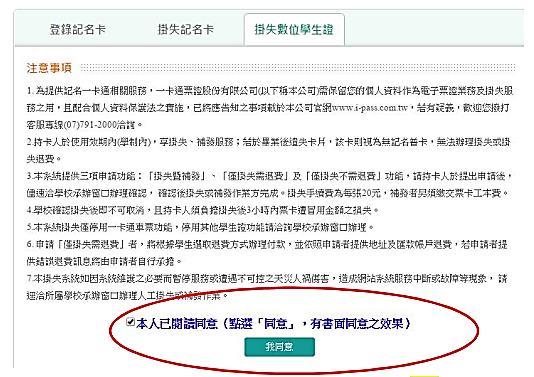 登錄記名卡
掛失記名卡
掛失數位學生證
注意事項
1.為提供記名一卡通相關服務，一卡通票證股份有限公司(以下稱本公司)需保留您的個人資料作為電子票證業務及掛失服
務之用，且配合個人資料保護法之實施，已將應告知之事項載於本公司官網www.i-pass.com.tw，若有疑義，歡迎您撥打
客服專線(07)791-2000洽詢。
2.持卡人於使用效期內(學制內)，享掛失、補發服務；若於畢業後遺失卡片，該卡則視為無記名普卡，無法辦理掛失或掛
失退費。
3.本系統提供三項申請功能：「掛失暨補發」、「僅掛失需退費」及「僅掛失不需退費」功能，請持卡人於提出申請後，
儘速洽學校承辦窗口辦理確認，確認後掛失或補發作業方完成。掛失手續費為每張20元，補發者另須繳交票卡工本費。
4.學校確認掛失後即不可取消，且持卡人須負擔掛失後3小時內票卡遭冒用金額之損失。
5.本系統掛失僅停用一卡通車票功能，停用其他學生證功能請洽詢學校承辦窗口辦理。
6.申請「僅掛失需退費」者，將根據學生選取退費方式辦理付款，並依照申請者提供地址及匯款帳戶退費，若申請者提
供錯誤退費訊息將由申請者自行承擔。
7.本掛失系統如因系統維護之必要而暫停服務或遭遇不可控之天災人禍傷害，造成網站系統服務中斷或故障等現象，請
逕洽所屬學校承辦窗口辦理人工掛失或補發作業。
本人已閱讀同意（點選「同意」，有書面同意之效果）
我同意